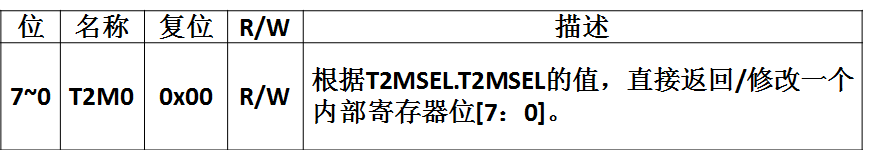 位 名称 复位 R/W 描述
7~0 T2M0 0x00 R/W 根据T2MSEL.T2MSEL的值，直接返回/修改一个
内部寄存器位[7：0]。